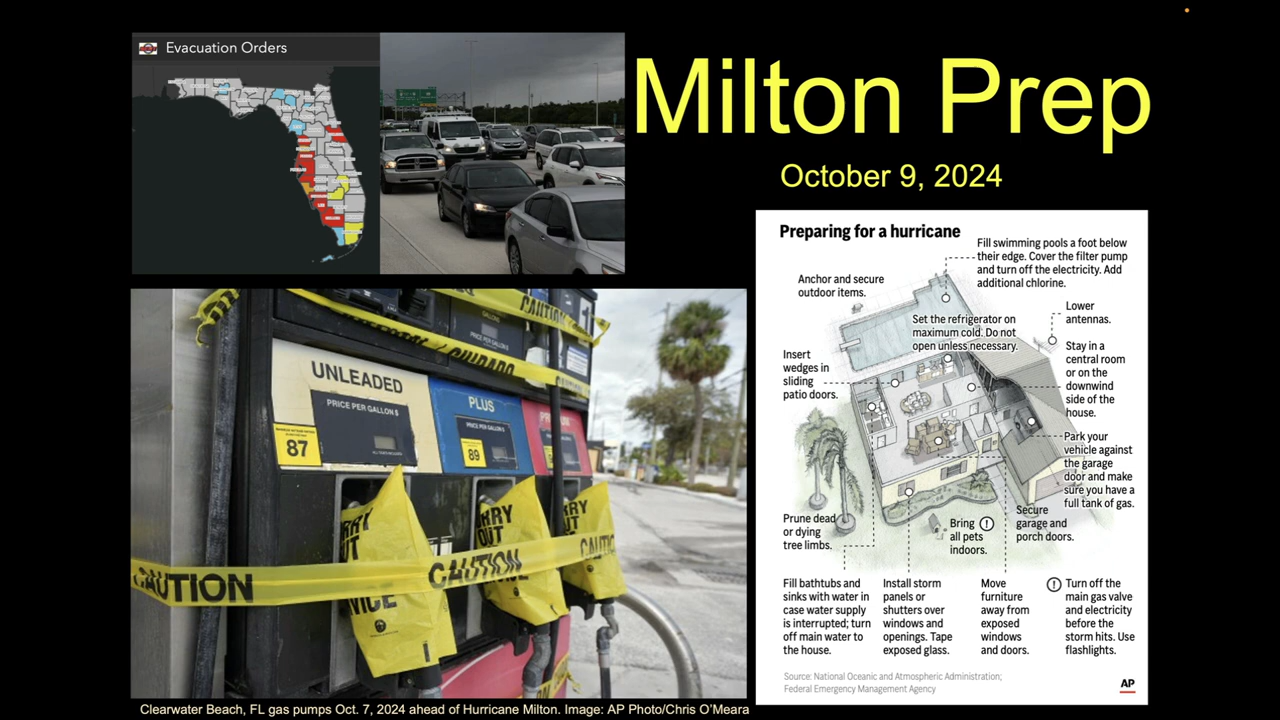 Evacuation Orders
Milton Prep
October 9, 2024
Preparing for a hurricane
Fill swimming pools a foot below
their edge. Cover the filter pump
and turn off the electricity. Add
additional chlorine.
Anchor and secure
outdoor items.
Lower
antennas.
Set the refrigerator on
maximum cold. Do not
open unless necessary.
Stay in a
central room
or on the
downwind
side of the
house.
Insert
wedges in
sliding
patio doors.
Park your
vehicle against
the garage
door and make
sure you have a
full tank of gas.
Prune dead
or dying
tree limbs.
Bring
all pets
indoors.
Secure
garage and
porch doors.
Fill bathtubs and
sinks with water in
case water supply
is interrupted; turn
off main water to
the house.
Install storm
panels or
shutters over
windows and
openings. Tape
exposed glass.
Move
furniture
away from
exposed
windows
and doors.
Turn off the
main gas valve
and electricity
before the
storm hits. Use
flashlights.
Source: National Oceanic and Atmospheric Administration;
Federal Emergency Management Agency
AP
CAUTION
CUIDADO
UNLEADED
PRICE PER GALLON $
87
PLUS
PRICE PER GALLON $
89
CAUTION
CAUTION
Clearwater Beach, FL gas pumps Oct. 7, 2024 ahead of Hurricane Milton. Image: AP Photo/Chris O'Meara